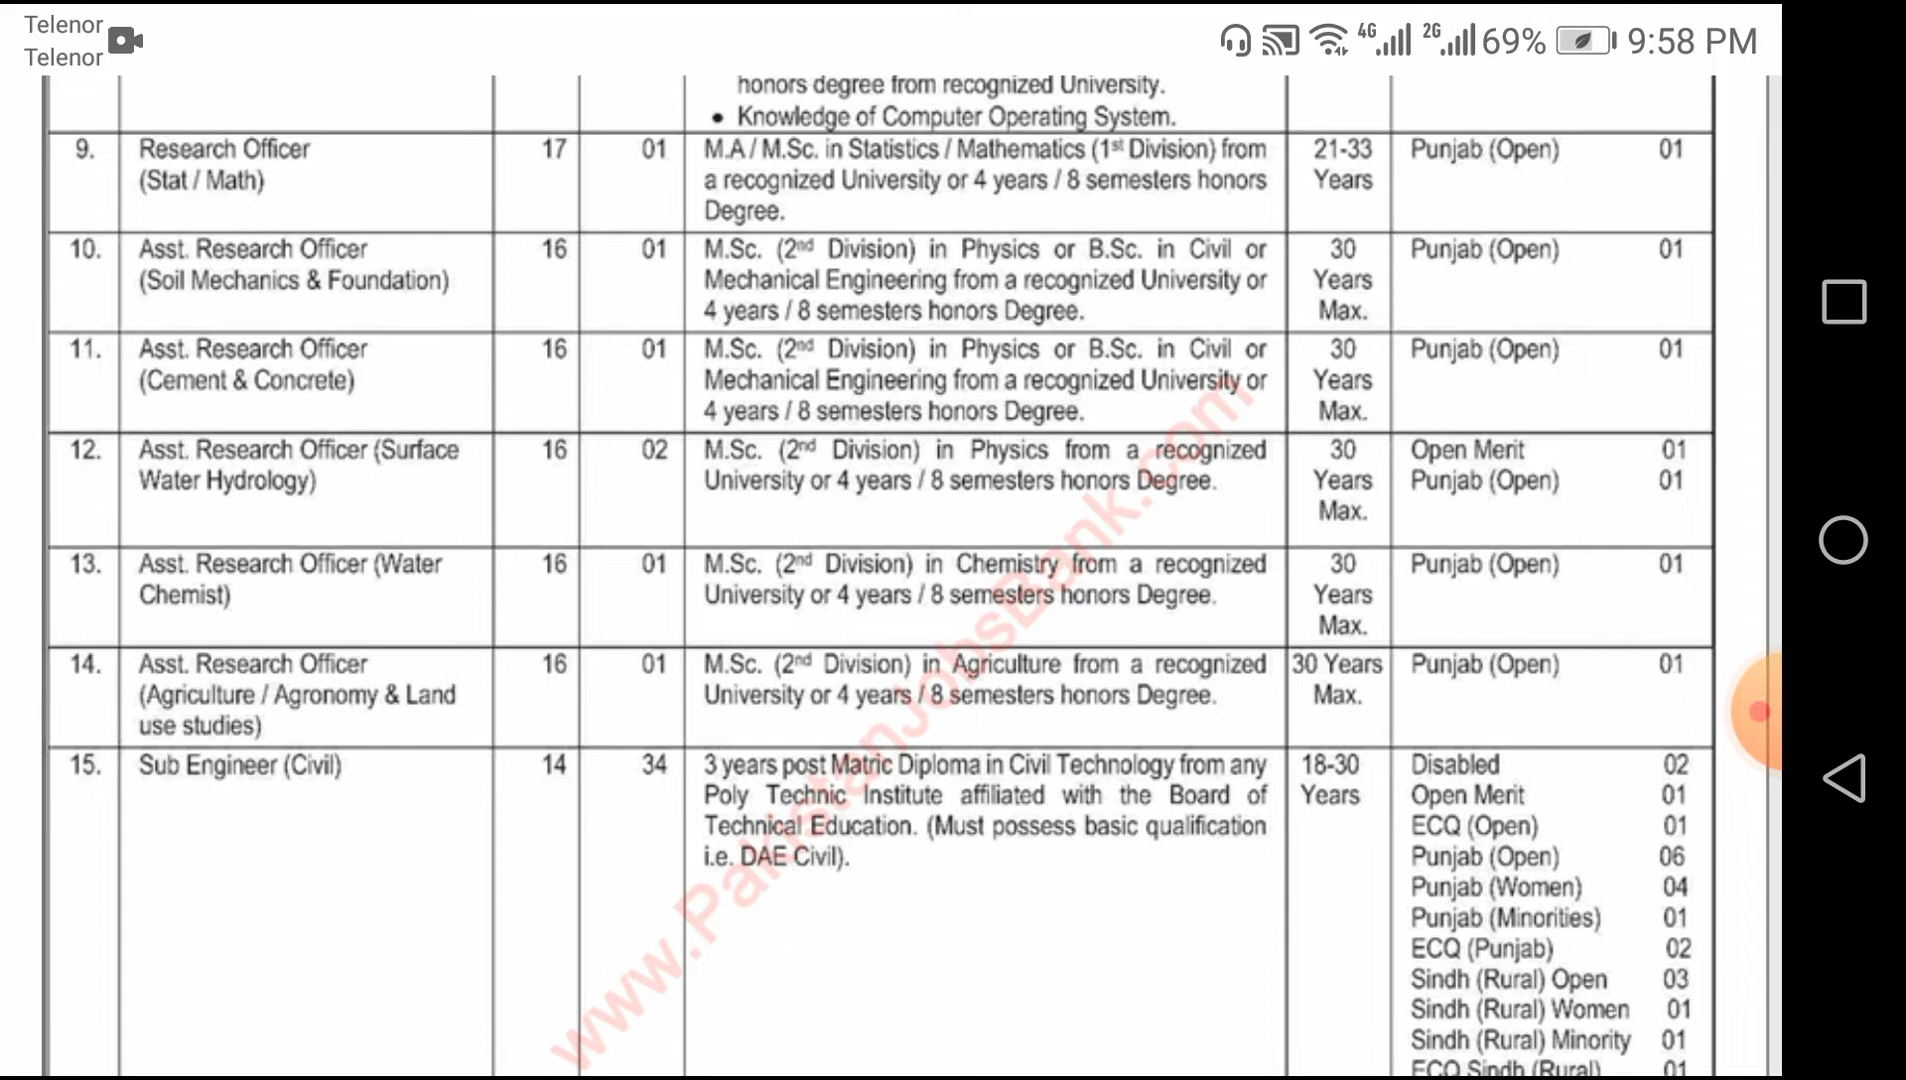 Telenor
Telenor
4G 2G 69% 9:58 PM
honors degree from recognized University.
• Knowledge of Computer Operating System.
9. Research Officer 17 01 M.A / M.Sc. in Statistics / Mathematics (1st Division) from 21-33 Punjab (Open) 01
(Stat / Math) a recognized University or 4 years / 8 semesters honors Years
Degree.
10. Asst. Research Officer 16 01 M.Sc. (2nd Division) in Physics or B.Sc. in Civil or 30 Punjab (Open) 01
(Soil Mechanics & Foundation) Mechanical Engineering from a recognized University or Years
4 years / 8 semesters honors Degree. Max.
11. Asst. Research Officer 16 01 M.Sc. (2nd Division) in Physics or B.Sc. in Civil or 30 Punjab (Open) 01
(Cement & Concrete) Mechanical Engineering from a recognized University or Years
4 years / 8 semesters honors Degree. Max.
12. Asst. Research Officer (Surface 16 02 M.Sc. (2nd Division) in Physics from a recognized 30 Open Merit 01
Water Hydrology) University or 4 years / 8 semesters honors Degree. Years Punjab (Open) 01
Max.
13. Asst. Research Officer (Water 16 01 M.Sc. (2nd Division) in Chemistry from a recognized 30 Punjab (Open) 01
Chemist) University or 4 years / 8 semesters honors Degree. Years
Max.
14. Asst. Research Officer 16 01 M.Sc. (2nd Division) in Agriculture from a recognized 30 Years Punjab (Open) 01
(Agriculture / Agronomy & Land University or 4 years / 8 semesters honors Degree. Max.
use studies)
15. Sub Engineer (Civil) 14 34 3 years post Matric Diploma in Civil Technology from any 18-30 Disabled 02
Poly Technic Institute affiliated with the Board of Years Open Merit 01
Technical Education. (Must possess basic qualification ECQ (Open) 01
i.e. DAE Civil). Punjab (Open) 06
Punjab (Women) 04
Punjab (Minorities) 01
ECQ (Punjab) 02
Sindh (Rural) Open 03
Sindh (Rural) Women 01
Sindh (Rural) Minority 01
ECQ Sindh (Rural) 01
www.PakistanJobsBank.com